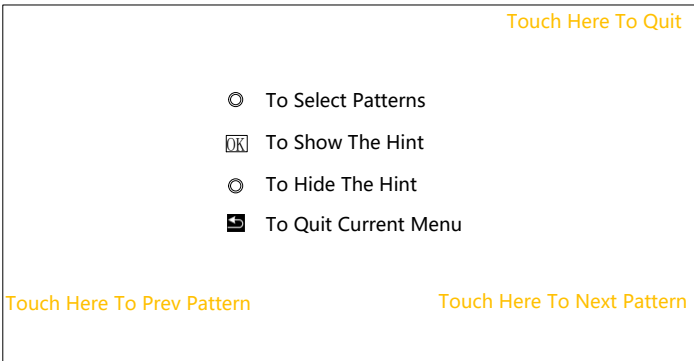 Touch Here To Quit
◎ To Select Patterns
OK To Show The Hint
◎ To Hide The Hint
To Quit Current Menu
Touch Here To Prev Pattern
Touch Here To Next Pattern